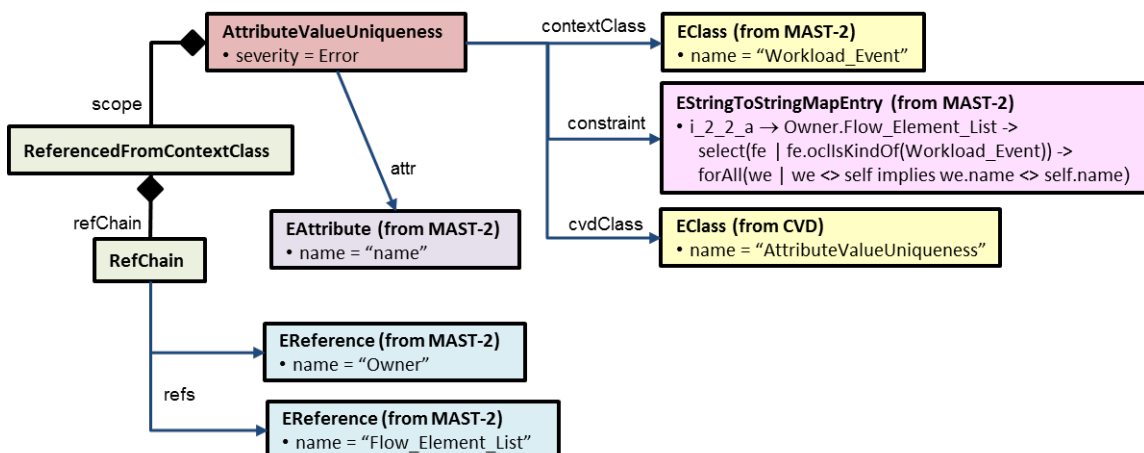 AttributeValueUniqueness
• severity = Error
contextClass
EClass (from MAST-2)
• name = “Workload_Event”
scope
constraint
EStringToStringMapEntry (from MAST-2)
• i_2_2_a → Owner.Flow_Element_List ->
select(fe | fe.oclIsKindOf(Workload_Event)) ->
forAll(we | we <> self implies we.name <> self.name)
ReferencedFromContextClass
attr
refChain
cvdClass
EAttribute (from MAST-2)
• name = “name”
EClass (from CVD)
• name = “AttributeValueUniqueness”
RefChain
EReference (from MAST-2)
• name = “Owner”
refs
EReference (from MAST-2)
• name = “Flow_Element_List”